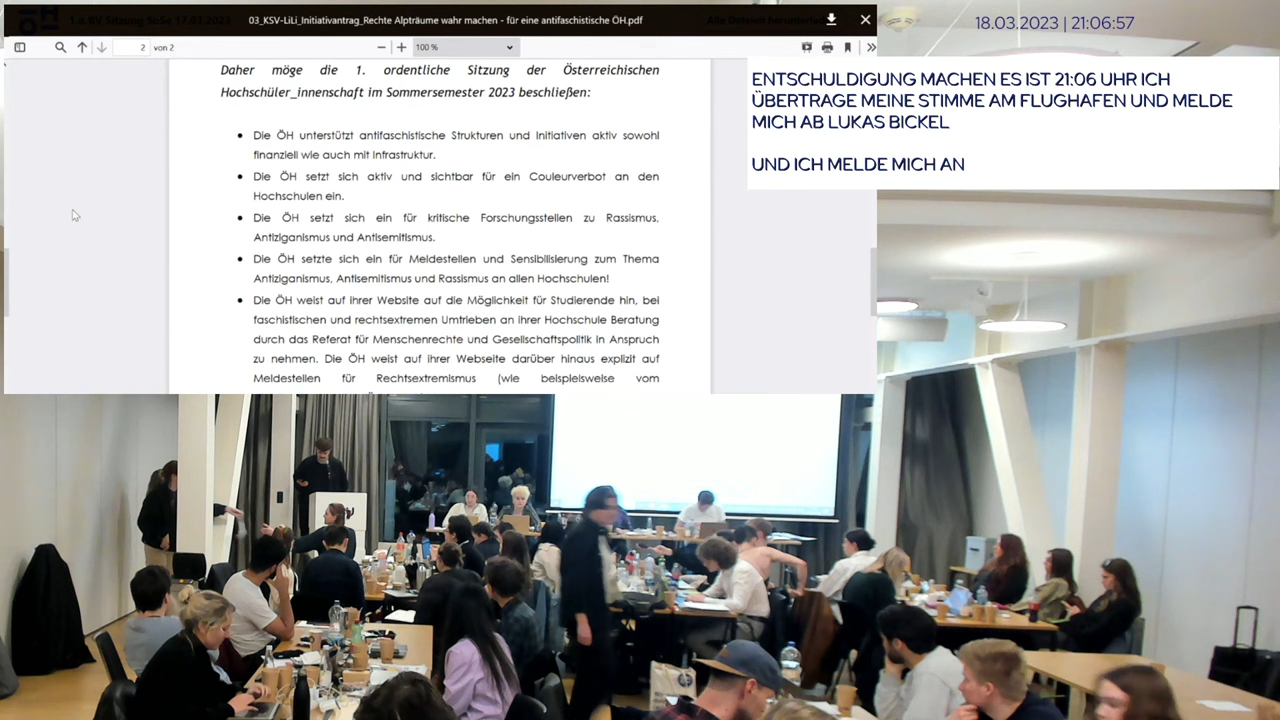 1.o.BV Sitzung SoSe 17.03.2023
03_KSV-LiLi_Initiativantrag_Rechte Alpträume wahr machen - für eine antifaschistische ÖH.pdf
18.03.2023 | 21:06:57
2 von 2
100 %
Daher möge die 1. ordentliche Sitzung der Österreichischen
Hochschüler_innenschaft im Sommersemester 2023 beschließen:
• Die ÖH unterstützt antifaschistische Strukturen und Initiativen aktiv sowohl
finanziell wie auch mit Infrastruktur.
• Die ÖH setzt sich aktiv und sichtbar für ein Couleurverbot an den
Hochschulen ein.
• Die ÖH setzt sich ein für kritische Forschungsstellen zu Rassismus,
Antiziganismus und Antisemitismus.
• Die ÖH setzte sich ein für Meldestellen und Sensibilisierung zum Thema
Antiziganismus, Antisemitismus und Rassismus an allen Hochschulen!
• Die ÖH weist auf ihrer Website auf die Möglichkeit für Studierende hin, bei
faschistischen und rechtsextremen Umtrieben an ihrer Hochschule Beratung
durch das Referat für Menschenrechte und Gesellschaftspolitik in Anspruch
zu nehmen. Die ÖH weist auf ihrer Webseite darüber hinaus explizit auf
Meldestellen für Rechtsextremismus (wie beispielsweise vom
ENTSCHULDIGUNG MACHEN ES IST 21:06 UHR ICH
ÜBERTRAGE MEINE STIMME AM FLUGHAFEN UND MELDE
MICH AB LUKAS BICKEL
UND ICH MELDE MICH AN